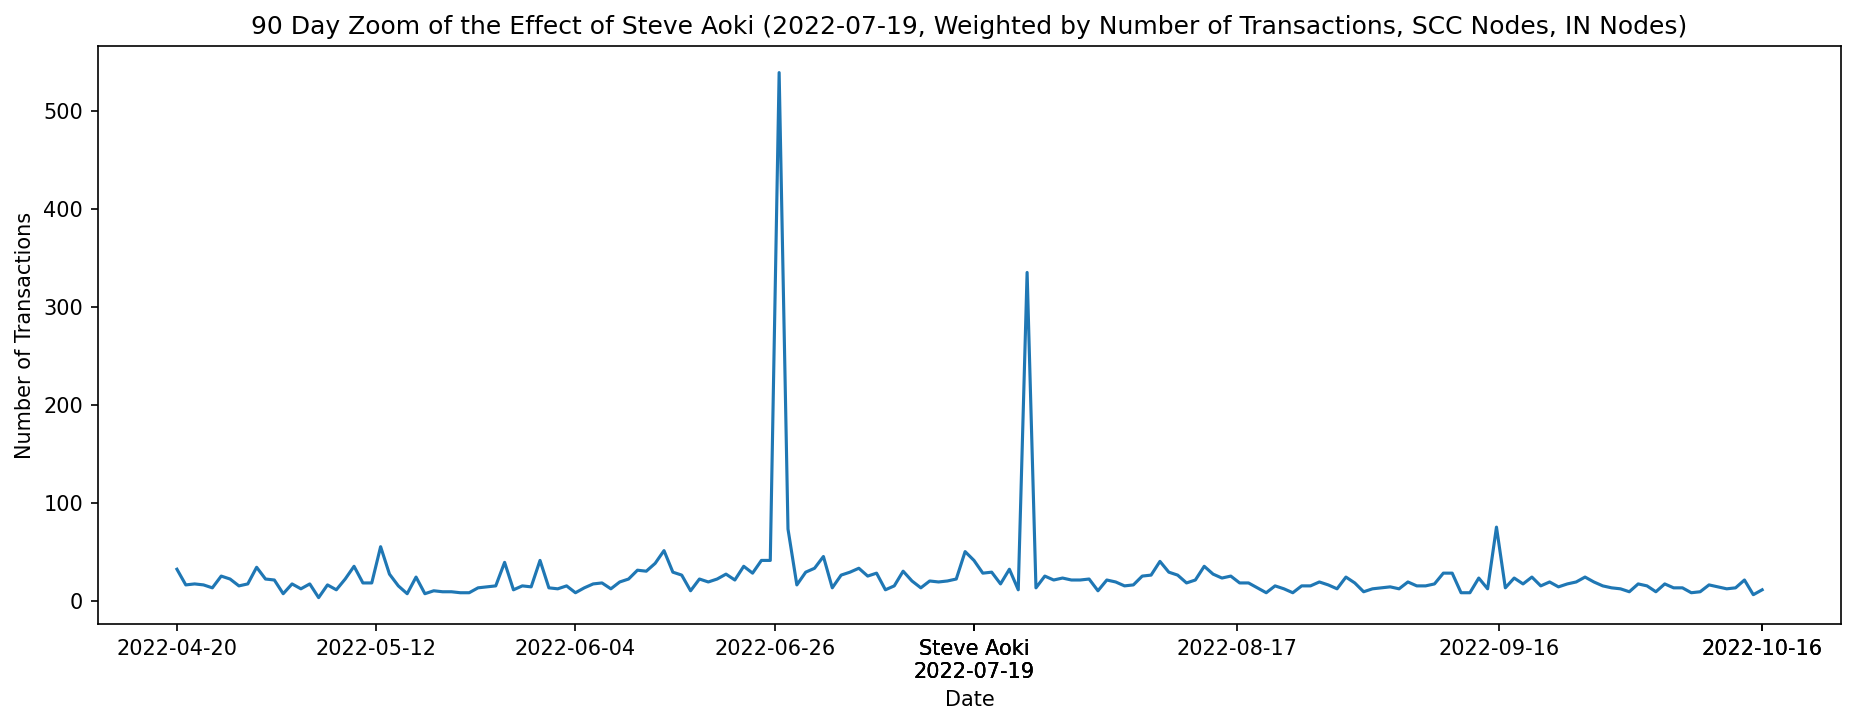 90 Day Zoom of the Effect of Steve Aoki (2022-07-19, Weighted by Number of Transactions, SCC Nodes, IN Nodes)
Number of Transactions
500
400
300
200
100
0
2022-04-20 2022-05-12 2022-06-04 2022-06-26 Steve Aoki 2022-08-17 2022-09-16 2022-10-16
2022-07-19
Date